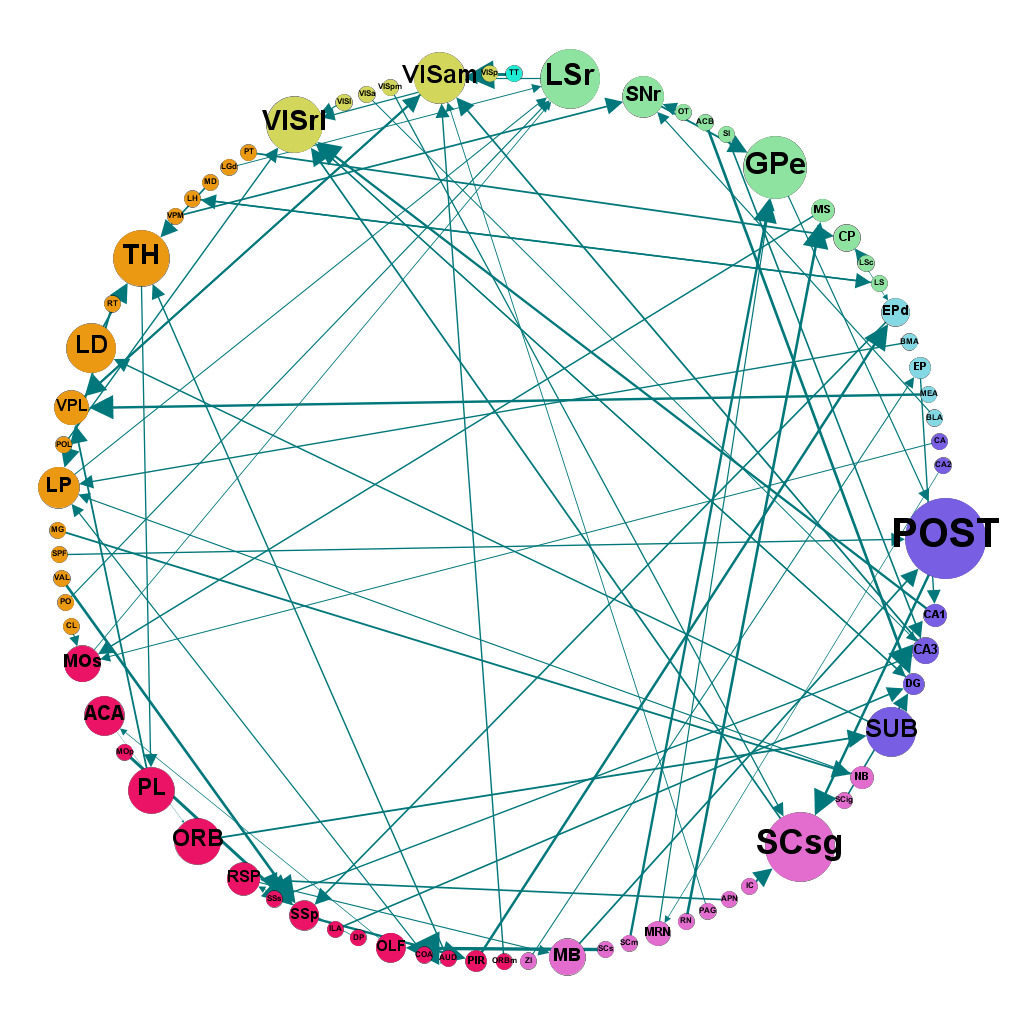 VISam
VISp
TT
LSr
SNr
OT
ACB
SI
GPe
MS
CP
LSc
LS
EPd
BMA
EP
MEA
BLA
CA
CA2
POST
CA1
CA3
DG
SUB
NB
SCig
SCsg
IC
APN
PAG
RN
MRN
SCm
SCs
MB
ZI
ORBm
PIR
AUD
COA
OLF
DP
ILA
SSp
SSs
RSP
ORB
PL
MOp
ACA
MOs
CL
PO
VAL
SPF
MG
LP
POL
VPL
LD
RT
TH
VPM
LH
MD
LGd
PT
VISrl
VISl
VISa
VISpm